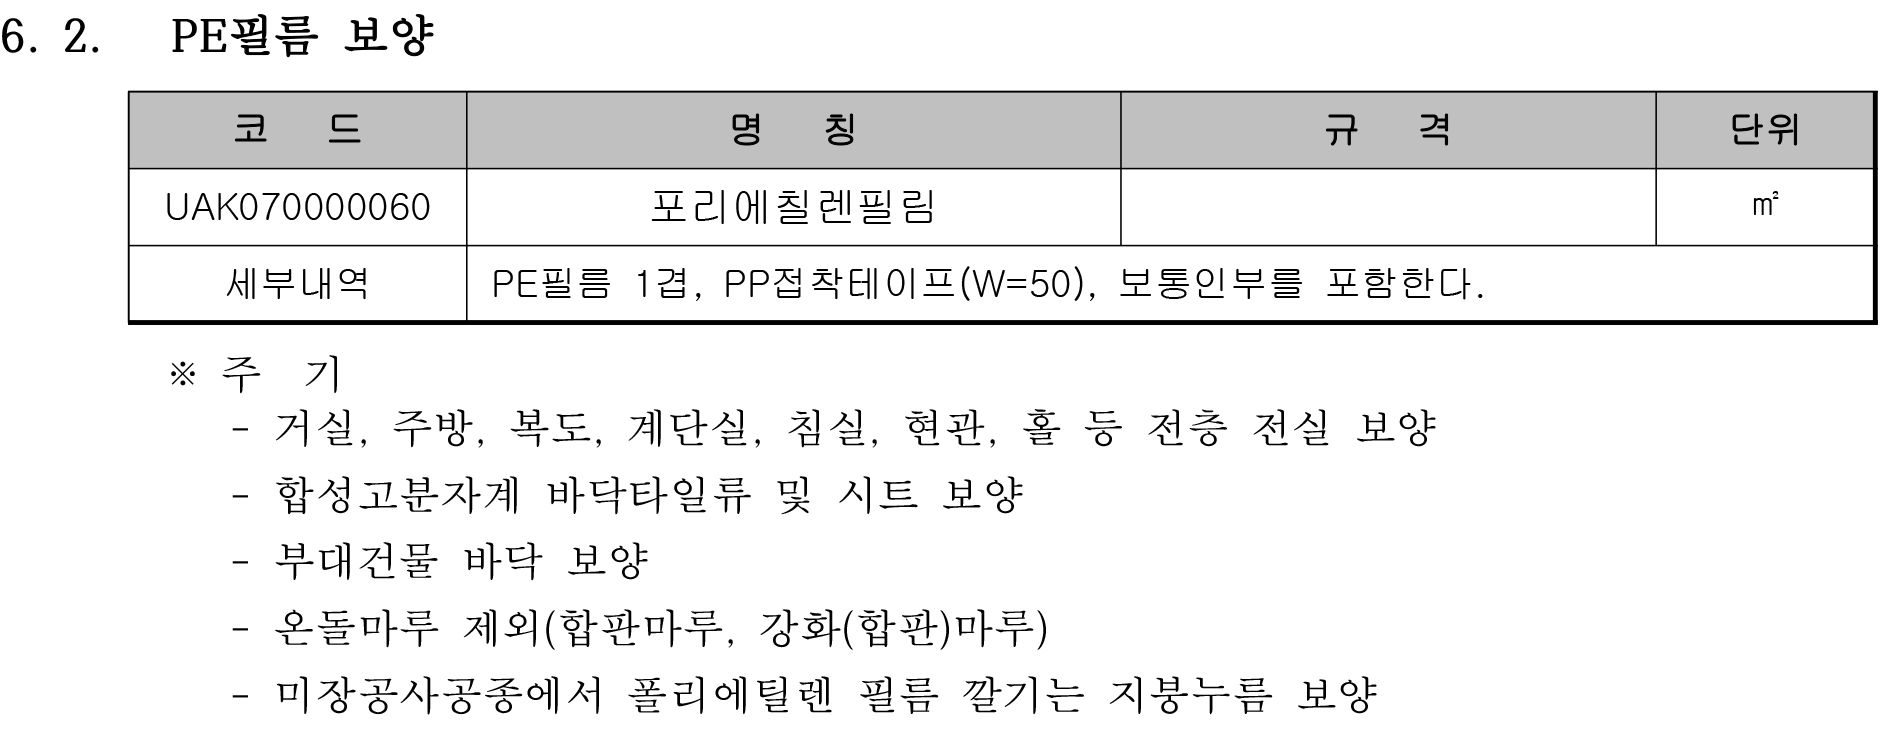 6. 2. PE필름 보양
코 드 명 칭 규 격 단위
UAK070000060 포리에칠렌필림 ㎡
세부내역 PE필름 1겹, PP접착테이프(W=50), 보통인부를 포함한다.
※ 주 기
- 거실, 주방, 복도, 계단실, 침실, 현관, 홀 등 전층 전실 보양
- 합성고분자계 바닥타일류 및 시트 보양
- 부대건물 바닥 보양
- 온돌마루 제외(합판마루, 강화(합판)마루)
- 미장공사공종에서 폴리에틸렌 필름 깔기는 지붕누름 보양